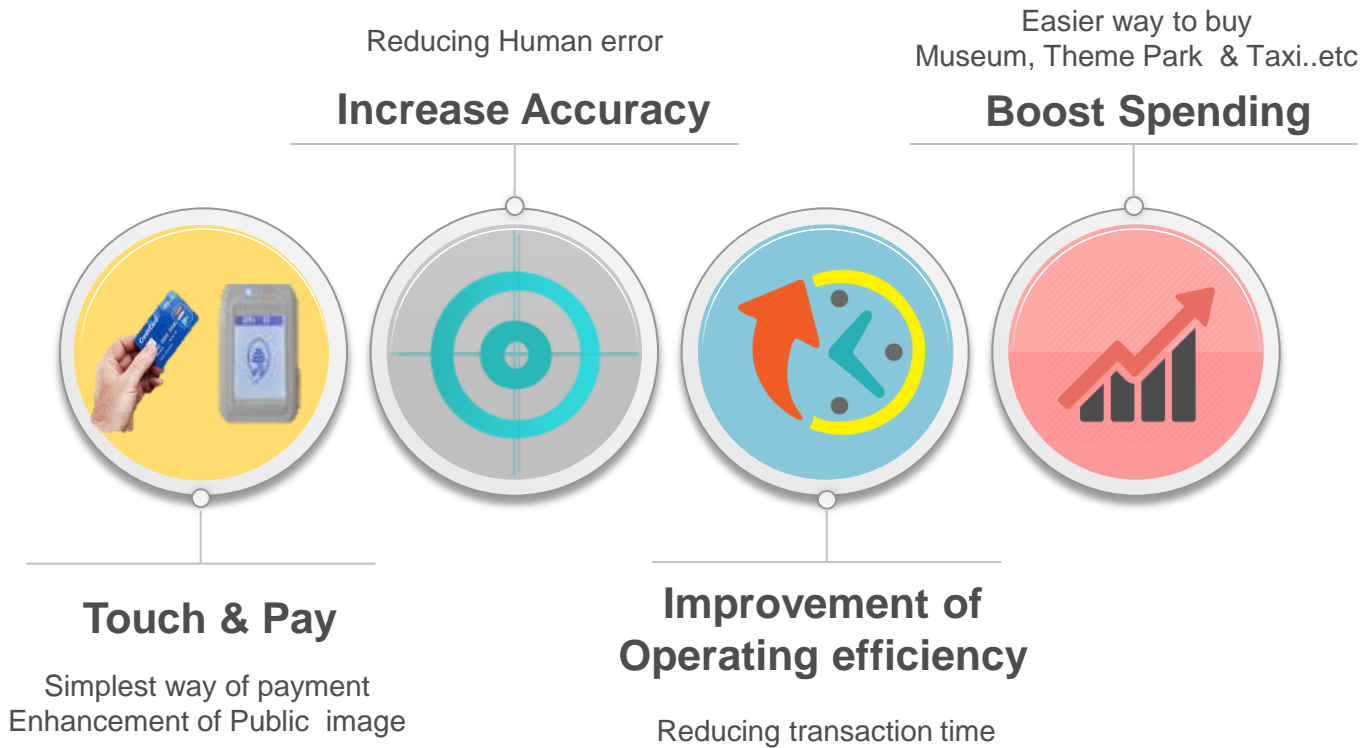 Reducing Human error
Increase Accuracy
Easier way to buy
Museum, Theme Park  & Taxi..etc
Boost Spending
Touch & Pay
Simplest way of payment
Enhancement of Public  image
Improvement of
Operating efficiency
Reducing transaction time